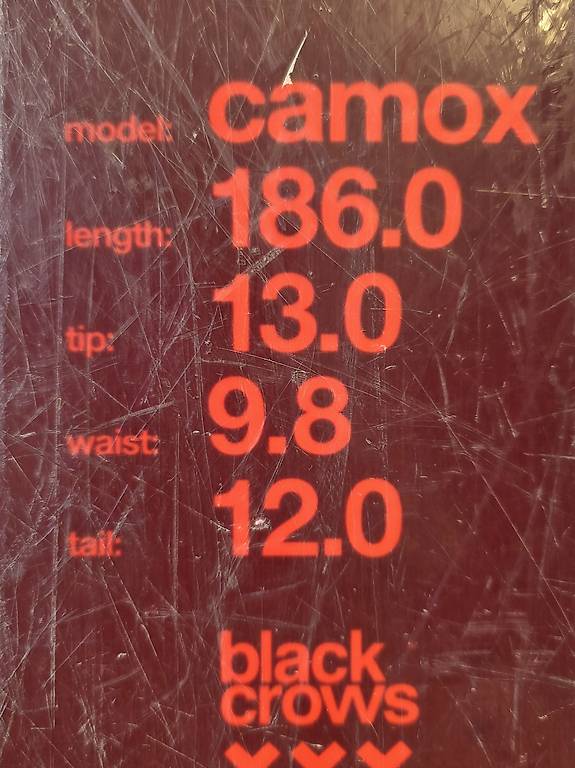 model: camox
length: 186.0
tip: 13.0
waist: 9.8
tail: 12.0
black
crows